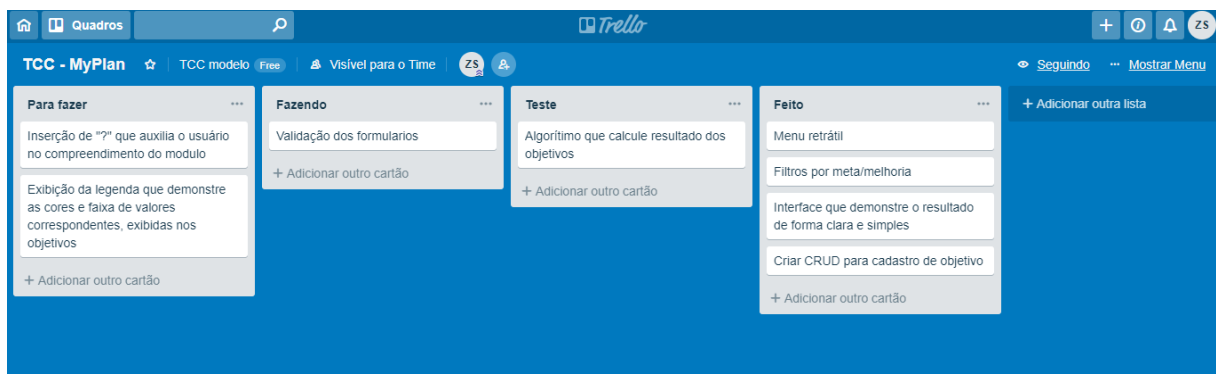 Quadros
Trello
ZS
TCC - MyPlan
TCC modelo
Free
Visível para o Time
ZS
Seguindo
··· Mostrar Menu
Para fazer ···
Inserção de "?" que auxilia o usuário
no compreendimento do modulo
Exibição da legenda que demonstre
as cores e faixa de valores
correspondentes, exibidas nos
objetivos
+ Adicionar outro cartão
Fazendo ···
Validação dos formularios
+ Adicionar outro cartão
Teste ···
Algorítimo que calcule resultado dos
objetivos
+ Adicionar outro cartão
Feito ···
Menu retrátil
Filtros por meta/melhoria
Interface que demonstre o resultado
de forma clara e simples
Criar CRUD para cadastro de objetivo
+ Adicionar outro cartão
+ Adicionar outra lista